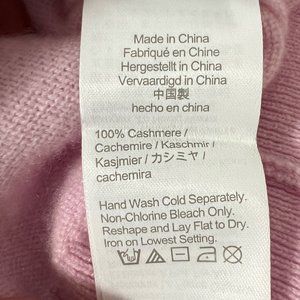 Made in China
Fabriqué en Chine
Hergestellt in China
Vervaardigd in China
中国製
hecho en china
100% Cashmere /
Cachemire / Kaschmir /
Kasjmier / カシミヤ /
cachemira
Hand Wash Cold Separately.
Non-Chlorine Bleach Only.
Reshape and Lay Flat to Dry.
Iron on Lowest Setting.